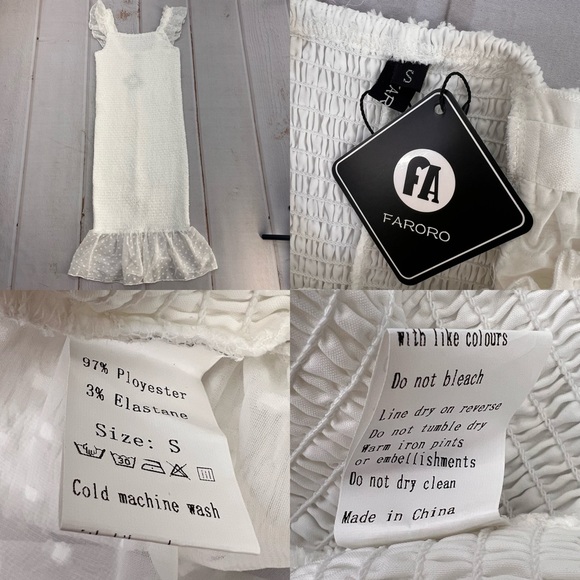 S
FA
FARORO
97% Ployester
3% Elastane
Size: S
30
Cold machine wash
with like colours
Do not bleach
Line dry on reverse
Do not tumble dry
Warm iron pints
or embellishments
Do not dry clean
Made in China